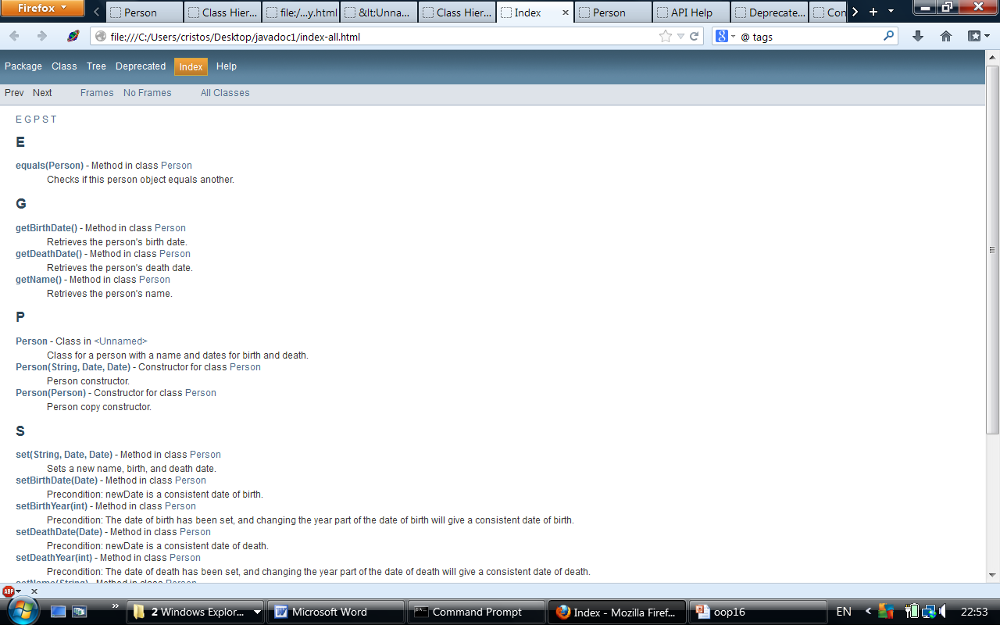 Firefox
Person
Class Hier...
file:/...y.html
&lt;Unna...
Class Hier...
Index
Person
API Help
Deprecate...
Con
file:///C:/Users/cristos/Desktop/javadoc1/index-all.html
8
@ tags
Package Class Tree Deprecated Index Help
Prev Next Frames No Frames All Classes
E G P S T
E
equals(Person) - Method in class Person
Checks if this person object equals another.
G
getBirthDate() - Method in class Person
Retrieves the person's birth date.
getDeathDate() - Method in class Person
Retrieves the person's death date.
getName() - Method in class Person
Retrieves the person's name.
P
Person - Class in <Unnamed>
Class for a person with a name and dates for birth and death.
Person(String, Date, Date) - Constructor for class Person
Person constructor.
Person(Person) - Constructor for class Person
Person copy constructor.
S
set(String, Date, Date) - Method in class Person
Sets a new name, birth, and death date.
setBirthDate(Date) - Method in class Person
Precondition: newDate is a consistent date of birth.
setBirthYear(int) - Method in class Person
Precondition: The date of birth has been set, and changing the year part of the date of birth will give a consistent date of birth.
setDeathDate(Date) - Method in class Person
Precondition: newDate is a consistent date of death.
setDeathYear(int) - Method in class Person
Precondition: The date of death has been set, and changing the year part of the date of death will give a consistent date of death.
setName(String) - Method in class Person
ABP
2 Windows Explor...
Microsoft Word
Command Prompt
Index - Mozilla Firef...
oop16
EN
22:53